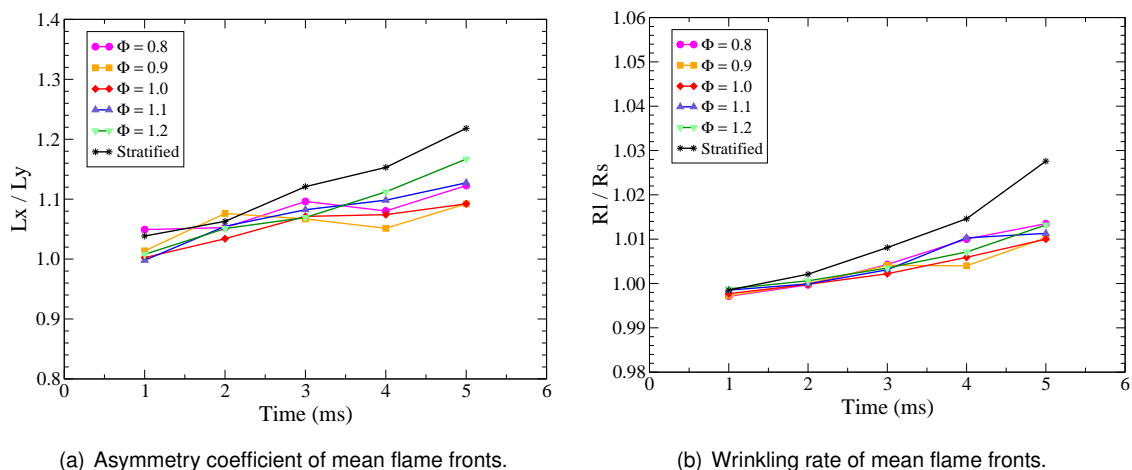 1.4
1.3
1.2
1.1
1.0
0.9
0.8
Lx / Ly
Φ = 0.8
Φ = 0.9
Φ = 1.0
Φ = 1.1
Φ = 1.2
Stratified
0 1 2 3 4 5 6
Time (ms)
(a) Asymmetry coefficient of mean flame fronts.
1.06
1.05
1.04
1.03
1.02
1.01
1.00
0.99
0.98
Rl / Rs
Φ = 0.8
Φ = 0.9
Φ = 1.0
Φ = 1.1
Φ = 1.2
Stratified
0 1 2 3 4 5 6
Time (ms)
(b) Wrinkling rate of mean flame fronts.